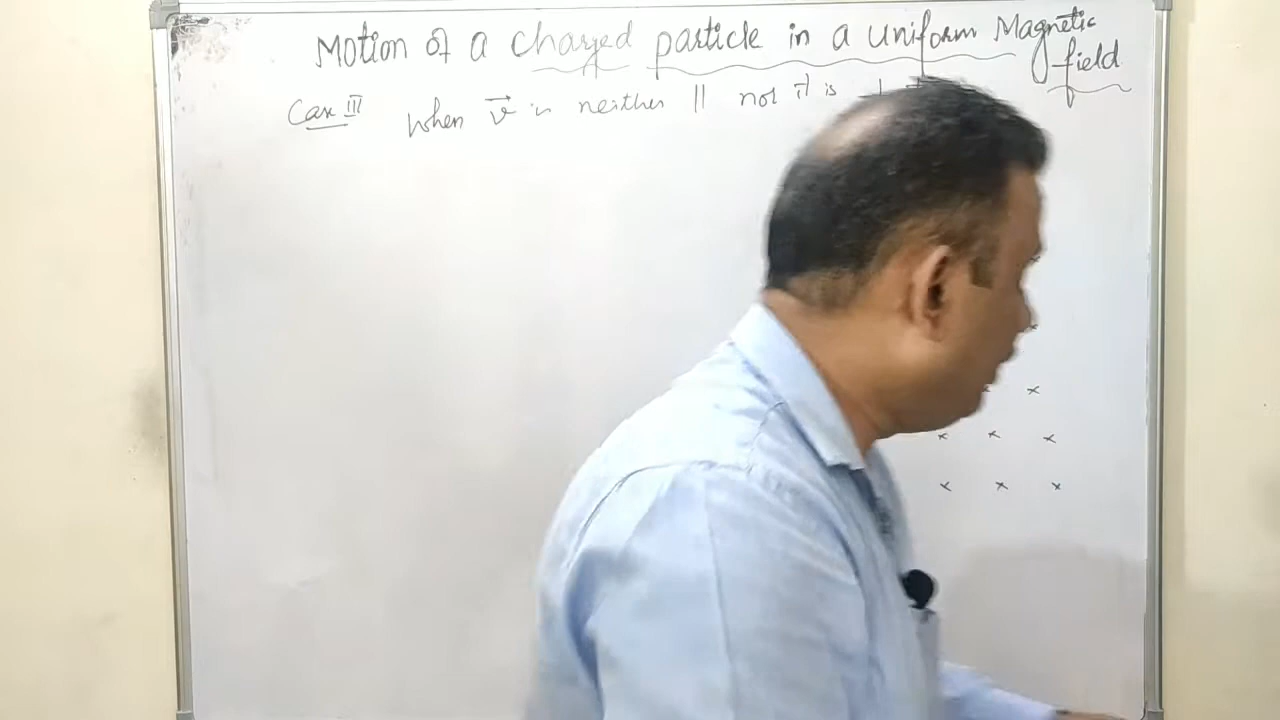 Motion of a charged particle in a uniform Magnetic
field
Case III when v⃗ is neither || nor it is
× 
× × ×
× × ×